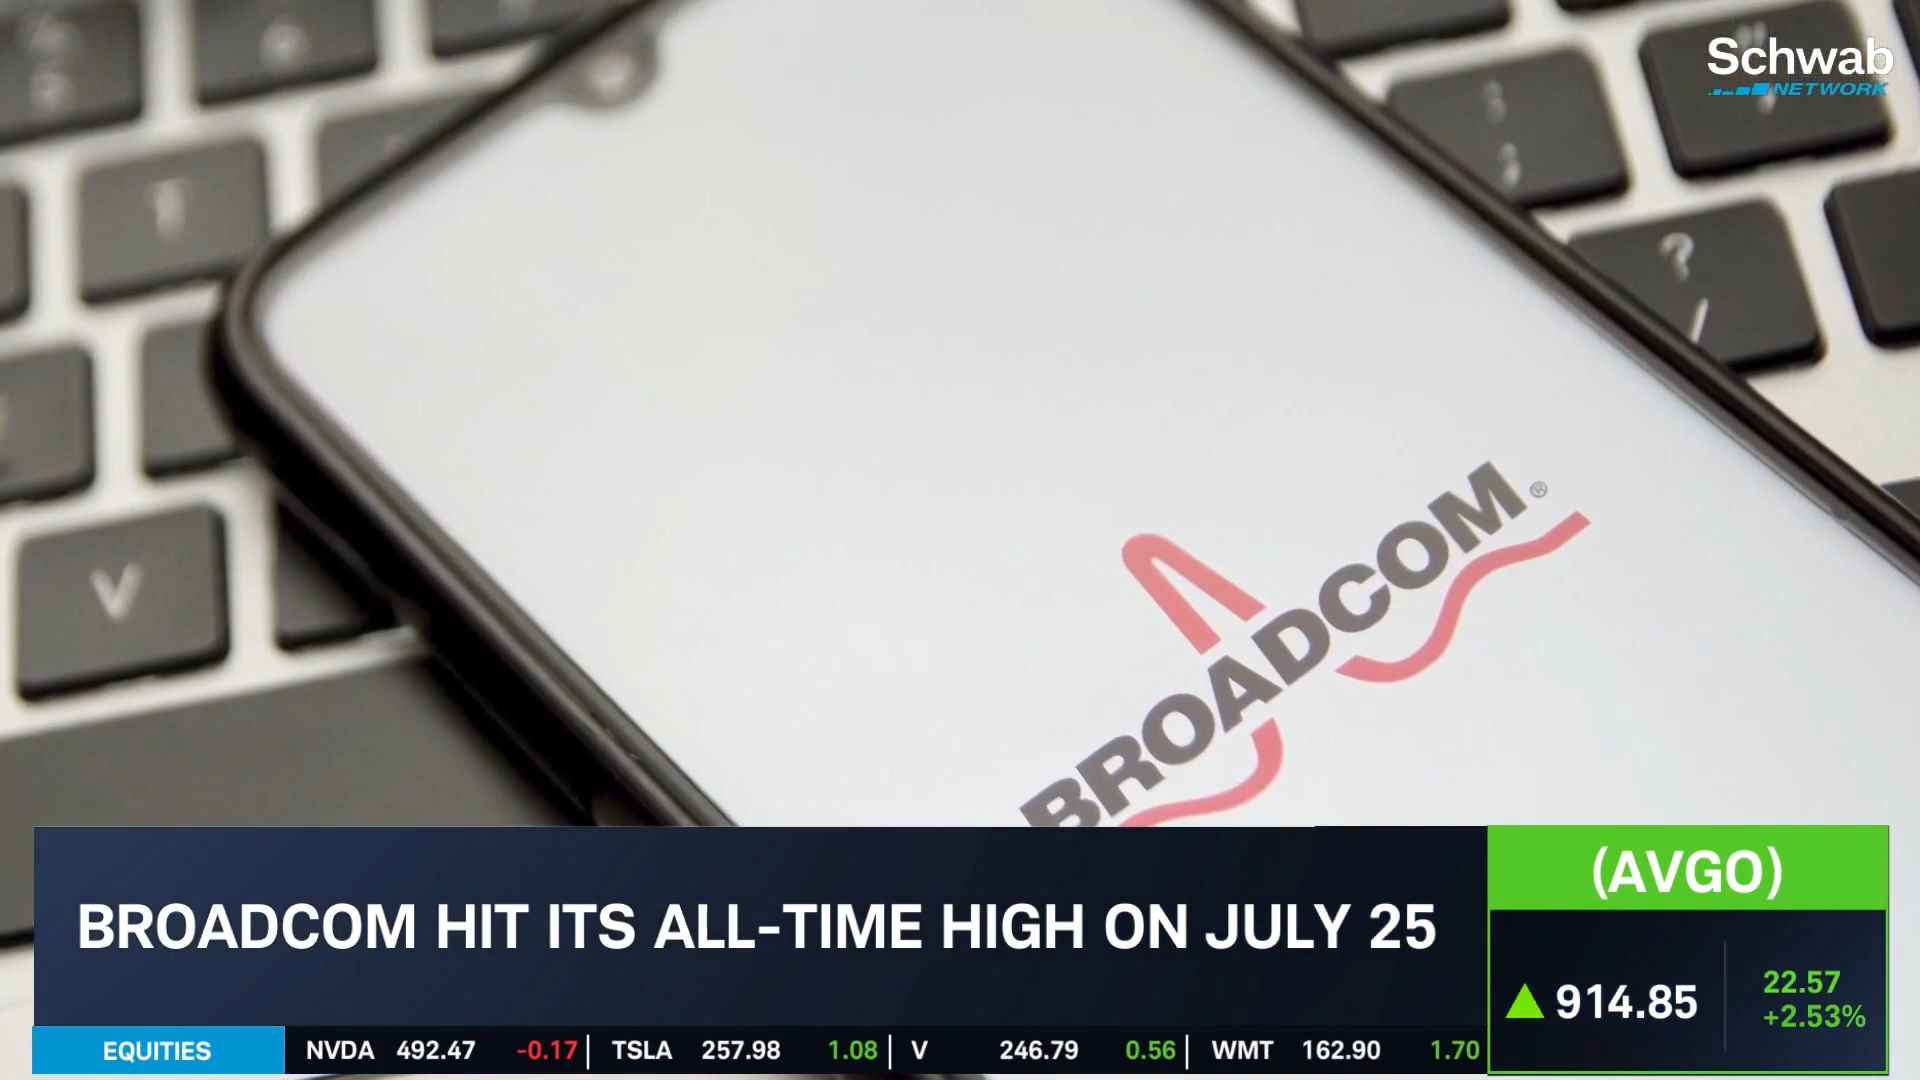 Schwab
NETWORK
T
?
/
V
BROADCOM®
(AVGO)
BROADCOM HIT ITS ALL-TIME HIGH ON JULY 25
▲ 914.85
22.57
+2.53%
EQUITIES NVDA 492.47 -0.17 | TSLA 257.98 1.08 | V 246.79 0.56 | WMT 162.90 1.70